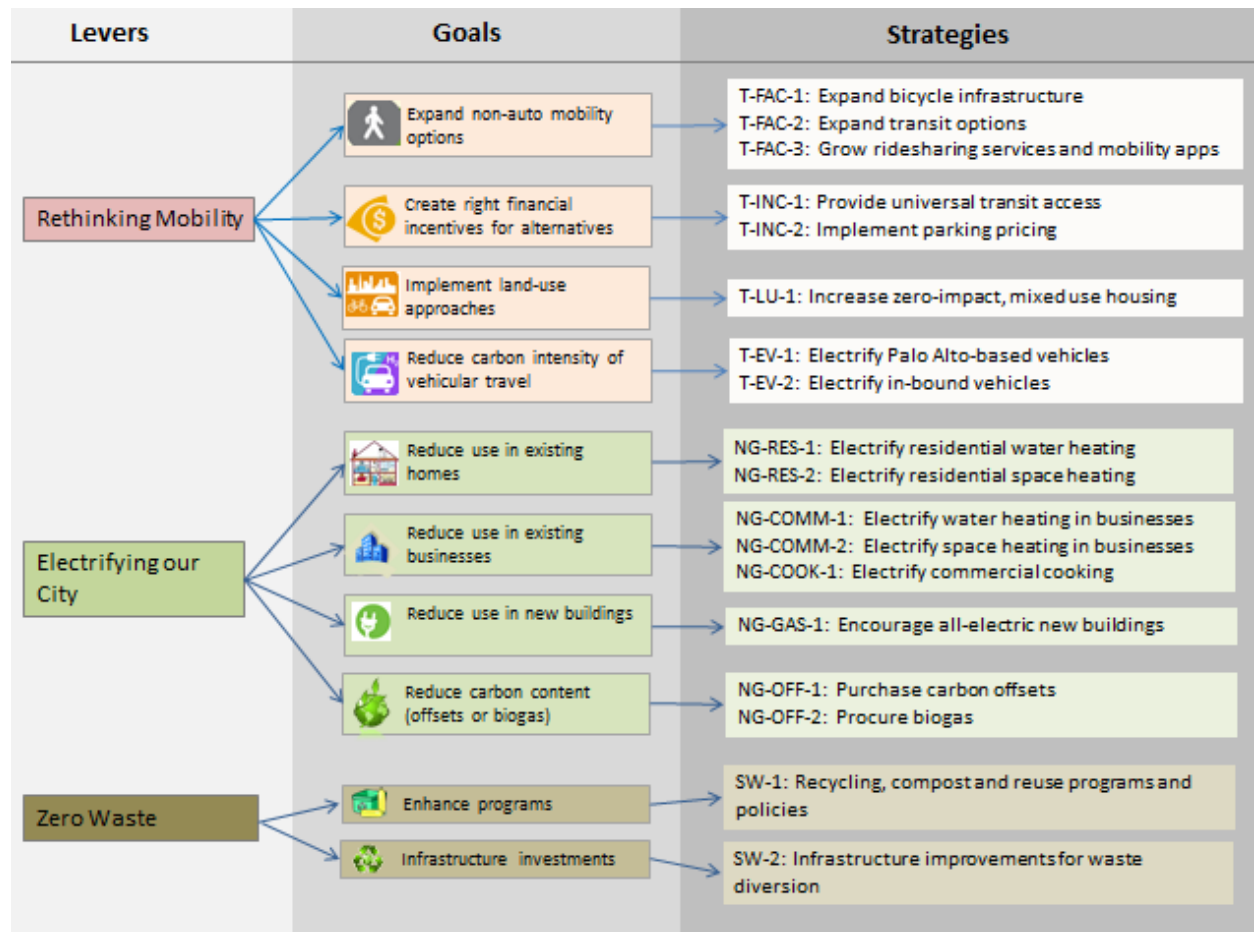 Levers
Goals
Strategies
Rethinking Mobility
Expand non-auto mobility
options
T-FAC-1: Expand bicycle infrastructure
T-FAC-2: Expand transit options
T-FAC-3: Grow ridesharing services and mobility apps
Create right financial
incentives for alternatives
T-INC-1: Provide universal transit access
T-INC-2: Implement parking pricing
Implement land-use
approaches
T-LU-1: Increase zero-impact, mixed use housing
Reduce carbon intensity of
vehicular travel
T-EV-1: Electrify Palo Alto-based vehicles
T-EV-2: Electrify in-bound vehicles
Electrifying our
City
Reduce use in existing
homes
NG-RES-1: Electrify residential water heating
NG-RES-2: Electrify residential space heating
Reduce use in existing
businesses
NG-COMM-1: Electrify water heating in businesses
NG-COMM-2: Electrify space heating in businesses
NG-COOK-1: Electrify commercial cooking
Reduce use in new buildings
NG-GAS-1: Encourage all-electric new buildings
Reduce carbon content
(offsets or biogas)
NG-OFF-1: Purchase carbon offsets
NG-OFF-2: Procure biogas
Zero Waste
Enhance programs
SW-1: Recycling, compost and reuse programs and
policies
Infrastructure investments
SW-2: Infrastructure improvements for waste
diversion